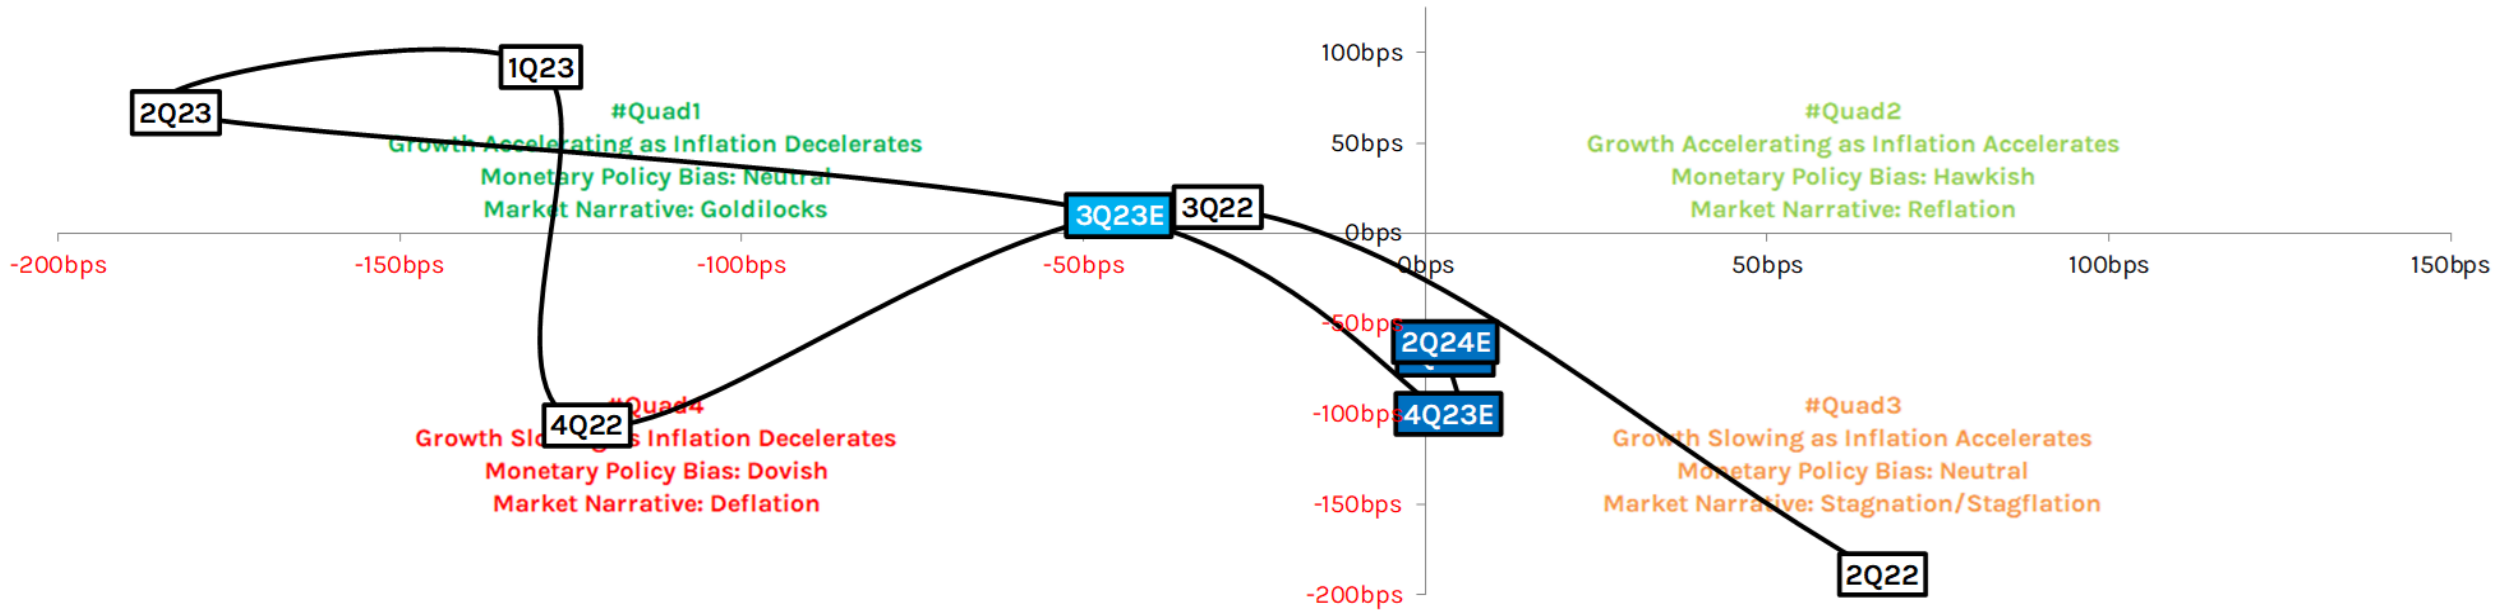 100bps
1Q23
2Q23
#Quad1
#Quad2
Growth Accelerating as Inflation Decelerates
50bps
Growth Accelerating as Inflation Accelerates
Monetary Policy Bias: Neutral
Monetary Policy Bias: Hawkish
Market Narrative: Goldilocks
3Q23E
3Q22
Market Narrative: Reflation
0bps
-200bps
-150bps
-100bps
-50bps
0bps
50bps
100bps
150bps
-50bps
2Q24E
#Quad4
-100bps
4Q23E
#Quad3
4Q22
Growth Inflation Decelerates
Growth Slowing as Inflation Accelerates
Monetary Policy Bias: Dovish
Monetary Policy Bias: Neutral
Market Narrative: Deflation
-150bps
Market Narrative: Stagnation/Stagflation
2Q22
-200bps